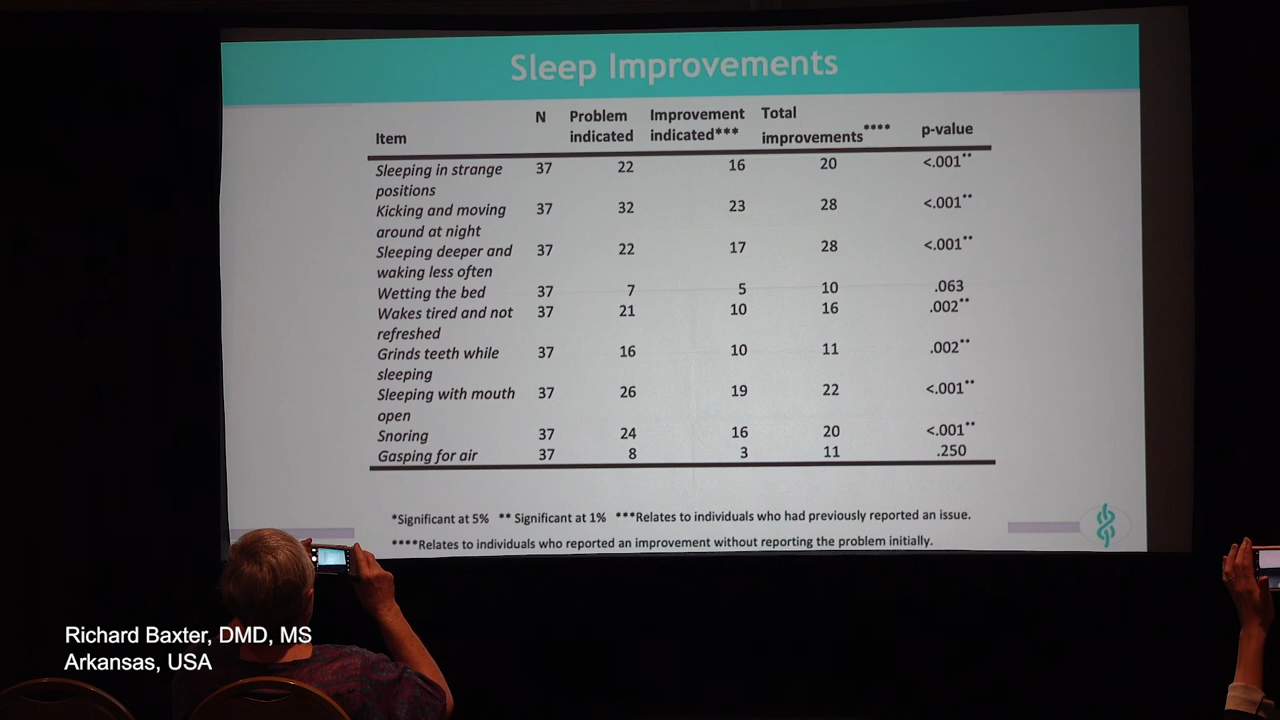 Sleep Improvements
Item N Problem indicated Improvement indicated*** Total improvements**** p-value
Sleeping in strange positions 37 22 16 20 <.001**
Kicking and moving around at night 37 32 23 28 <.001**
Sleeping deeper and waking less often 37 22 17 28 <.001**
Wetting the bed 37 7 5 10 .063
Wakes tired and not refreshed 37 21 10 16 .002**
Grinds teeth while sleeping 37 16 10 11 .002**
Sleeping with mouth open 37 26 19 22 <.001**
Snoring 37 24 16 20 <.001**
Gasping for air 37 8 3 11 .250
*Significant at 5% ** Significant at 1% ***Relates to individuals who had previously reported an issue.
****Relates to individuals who reported an improvement without reporting the problem initially.
Richard Baxter, DMD, MS
Arkansas, USA